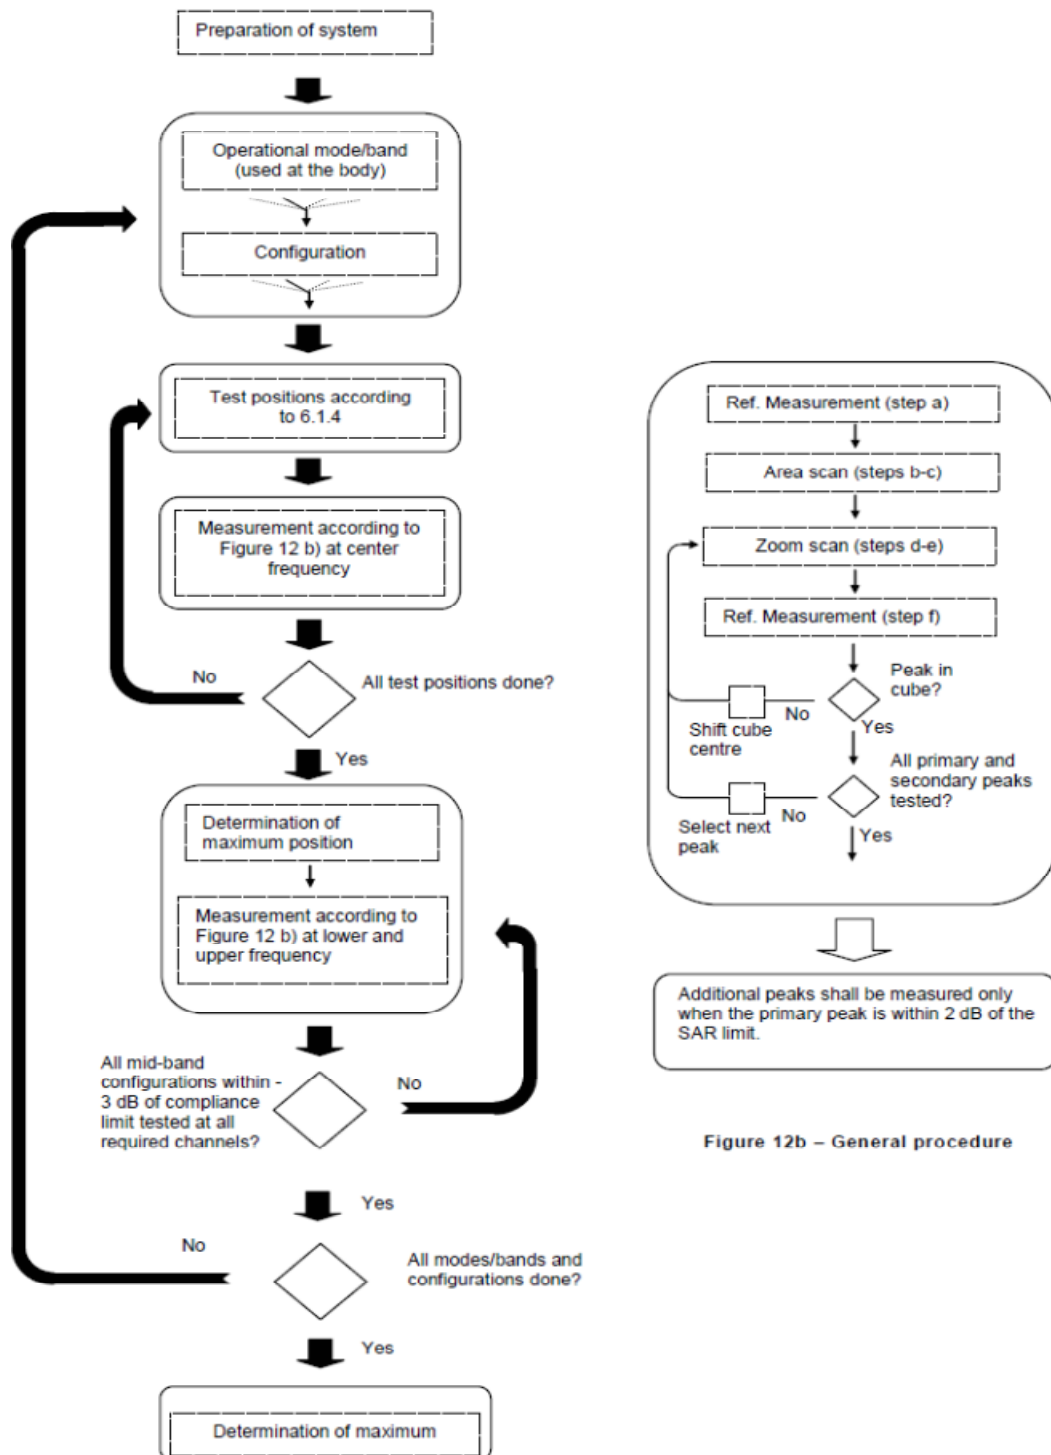 Preparation of system
Operational mode/band
(used at the body)
Configuration
Test positions according
to 6.1.4
Measurement according to
Figure 12 b) at center
frequency
No
All test positions done?
Yes
Determination of
maximum position
Measurement according to
Figure 12 b) at lower and
upper frequency
All mid-band
configurations within -
3 dB of compliance
limit tested at all
required channels?
No
Yes
No
All modes/bands and
configurations done?
Yes
Determination of maximum
Ref. Measurement (step a)
Area scan (steps b-c)
Zoom scan (steps d-e)
Ref. Measurement (step f)
Peak in
cube?
No
Shift cube
centre
Yes
All primary and
secondary peaks
tested?
No
Select next
peak
Yes
Additional peaks shall be measured only
when the primary peak is within 2 dB of the
SAR limit.
Figure 12b – General procedure